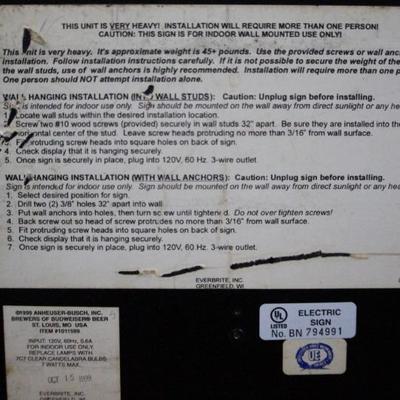 THIS UNIT IS VERY HEAVY! INSTALLATION WILL REQUIRE MORE THAN ONE PERSON!
CAUTION: THIS SIGN IS FOR INDOOR WALL MOUNTED USE ONLY!
This unit is very heavy. It's approximate weight is 45+ pounds. Use the provided screws or wall
installation. Follow installation instructions carefully. If it is not possible to secure the weight of the
the wall studs, use of wall anchors is highly recommended. Installation will require more than one
One person should NOT attempt installation alone.
WALL HANGING INSTALLATION (INTO WALL STUDS): Caution: Unplug sign before installing.
Sign is intended for indoor use only. Sign should be mounted on the wall away from direct sunlight or any
Locate wall studs within the desired installation location.
Screw two #10 wood screws (provided) securely in wall studs 32" apart. Be sure they are in the
horizontal center of the stud. Leave screw heads protruding no more than 3/16" from wall surface.
Fit protruding screw heads into square holes on back of sign.
4. Check display that it is hanging securely.
5. Once sign is securely in place, plug into 120V, 60 Hz. 3-wire outlet.
WALL HANGING INSTALLATION (WITH WALL ANCHORS): Caution: Unplug sign before installing.
Sign is intended for indoor use only. Sign should be mounted on the wall away from direct sunlight or any
1. Select desired position for sign.
2. Drill two (2) 3/8" holes 32" apart into wall.
3. Put wall anchors into holes, then turn screw until tightened. Do not over tighten screws!
4. Back screw out so head of screw protrudes no more than 3/16" from wall surface.
5. Fit protruding screw heads into square holes on back of sign.
6. Check display that it is hanging securely.
7. Once sign is securely in place, plug into 120V, 60 Hz. 3-wire outlet.
EVERBRITE, INC.
GREENFIELD, WI
©1999 ANHEUSER-BUSCH, INC.
BREWERS OF BUDWEISER® BEER
ST. LOUIS, MO USA
ITEM #1011589
INPUT: 120V, 60Hz, 0.6A
FOR INDOOR USE ONLY.
REPLACE LAMPS WITH
7C7 CLEAR CANDELABRA BULBS
7 WATTS MAX.
OCT 15 1999
EVERBRITE, INC.
UL
LISTED
ELECTRIC
SIGN
No. BN 794991